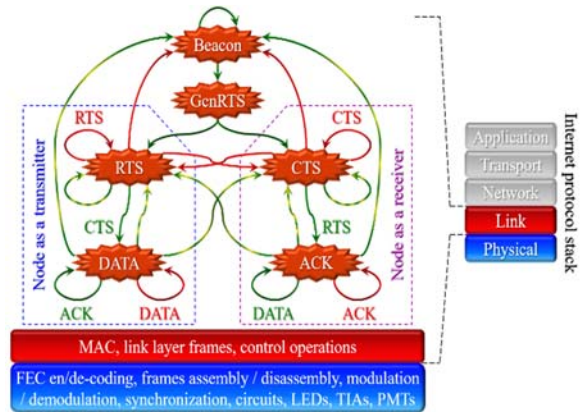 Beacon
GenRTS
RTS
CTS
RTS
CTS
CTS
RTS
DATA
ACK
ACK
DATA
DATA
ACK
Node as a transmitter
Node as a receiver
Application
Transport
Network
Link
Physical
Internet protocol stack
MAC, link layer frames, control operations
FEC en/de-coding, frames assembly / disassembly, modulation
/ demodulation, synchronization, circuits, LEDs, TIAs, PMTs